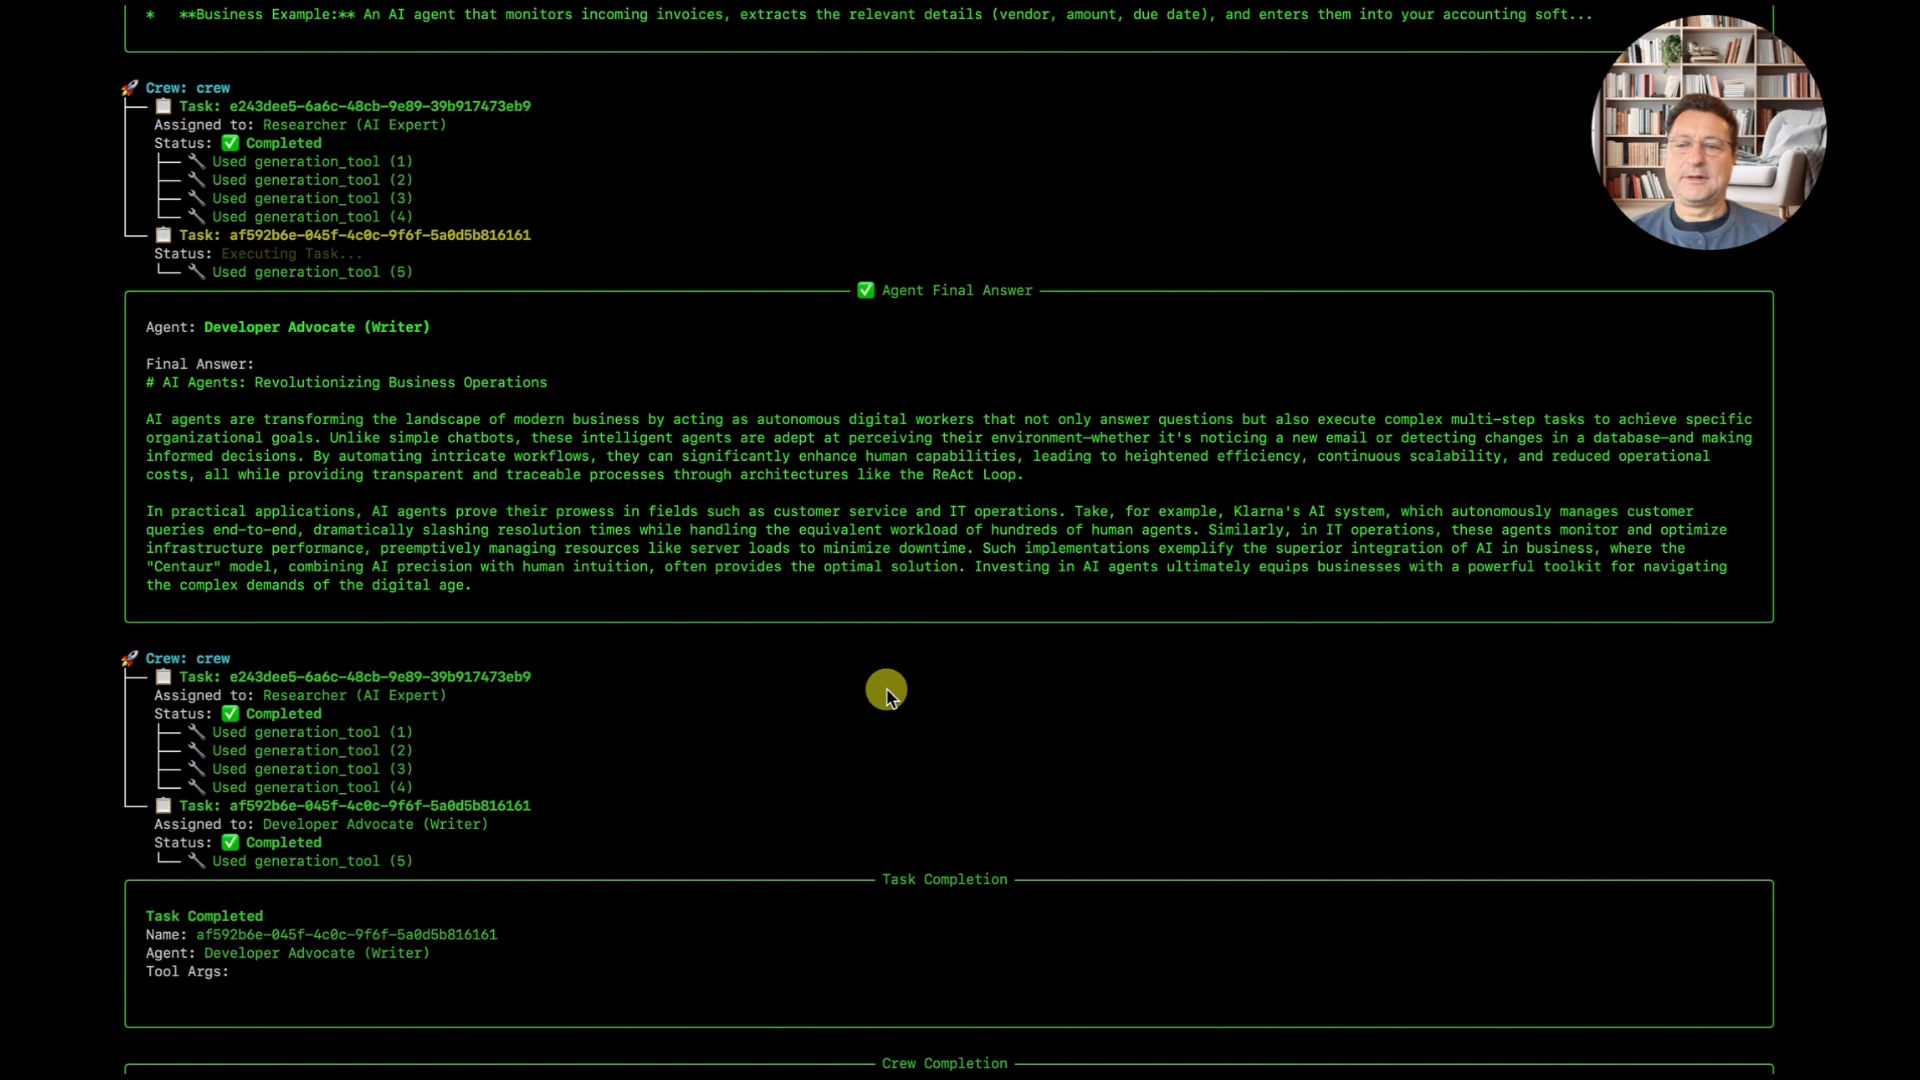 * **Business Example:** An AI agent that monitors incoming invoices, extracts the relevant details (vendor, amount, due date), and enters them into your accounting soft...
Crew: crew
Task: e243dee5-6a6c-48cb-9e89-39b917473eb9
Assigned to: Researcher (AI Expert)
Status: ✅ Completed
Used generation_tool (1)
Used generation_tool (2)
Used generation_tool (3)
Used generation_tool (4)
Task: af592b6e-045f-4c0c-9f6f-5a0d5b816161
Status: Executing Task...
Used generation_tool (5)
✅ Agent Final Answer
Agent: Developer Advocate (Writer)
Final Answer:
# AI Agents: Revolutionizing Business Operations
AI agents are transforming the landscape of modern business by acting as autonomous digital workers that not only answer questions but also execute complex multi-step tasks to achieve specific
organizational goals. Unlike simple chatbots, these intelligent agents are adept at perceiving their environment—whether it's noticing a new email or detecting changes in a database—and making
informed decisions. By automating intricate workflows, they can significantly enhance human capabilities, leading to heightened efficiency, continuous scalability, and reduced operational
costs, all while providing transparent and traceable processes through architectures like the ReAct Loop.
In practical applications, AI agents prove their prowess in fields such as customer service and IT operations. Take, for example, Klarna's AI system, which autonomously manages customer
queries end-to-end, dramatically slashing resolution times while handling the equivalent workload of hundreds of human agents. Similarly, in IT operations, these agents monitor and optimize
infrastructure performance, preemptively managing resources like server loads to minimize downtime. Such implementations exemplify the superior integration of AI in business, where the
"Centaur" model, combining AI precision with human intuition, often provides the optimal solution. Investing in AI agents ultimately equips businesses with a powerful toolkit for navigating
the complex demands of the digital age.
Crew: crew
Task: e243dee5-6a6c-48cb-9e89-39b917473eb9
Assigned to: Researcher (AI Expert)
Status: ✅ Completed
Used generation_tool (1)
Used generation_tool (2)
Used generation_tool (3)
Used generation_tool (4)
Task: af592b6e-045f-4c0c-9f6f-5a0d5b816161
Assigned to: Developer Advocate (Writer)
Status: ✅ Completed
Used generation_tool (5)
Task Completion
Task Completed
Name: af592b6e-045f-4c0c-9f6f-5a0d5b816161
Agent: Developer Advocate (Writer)
Tool Args:
Crew Completion